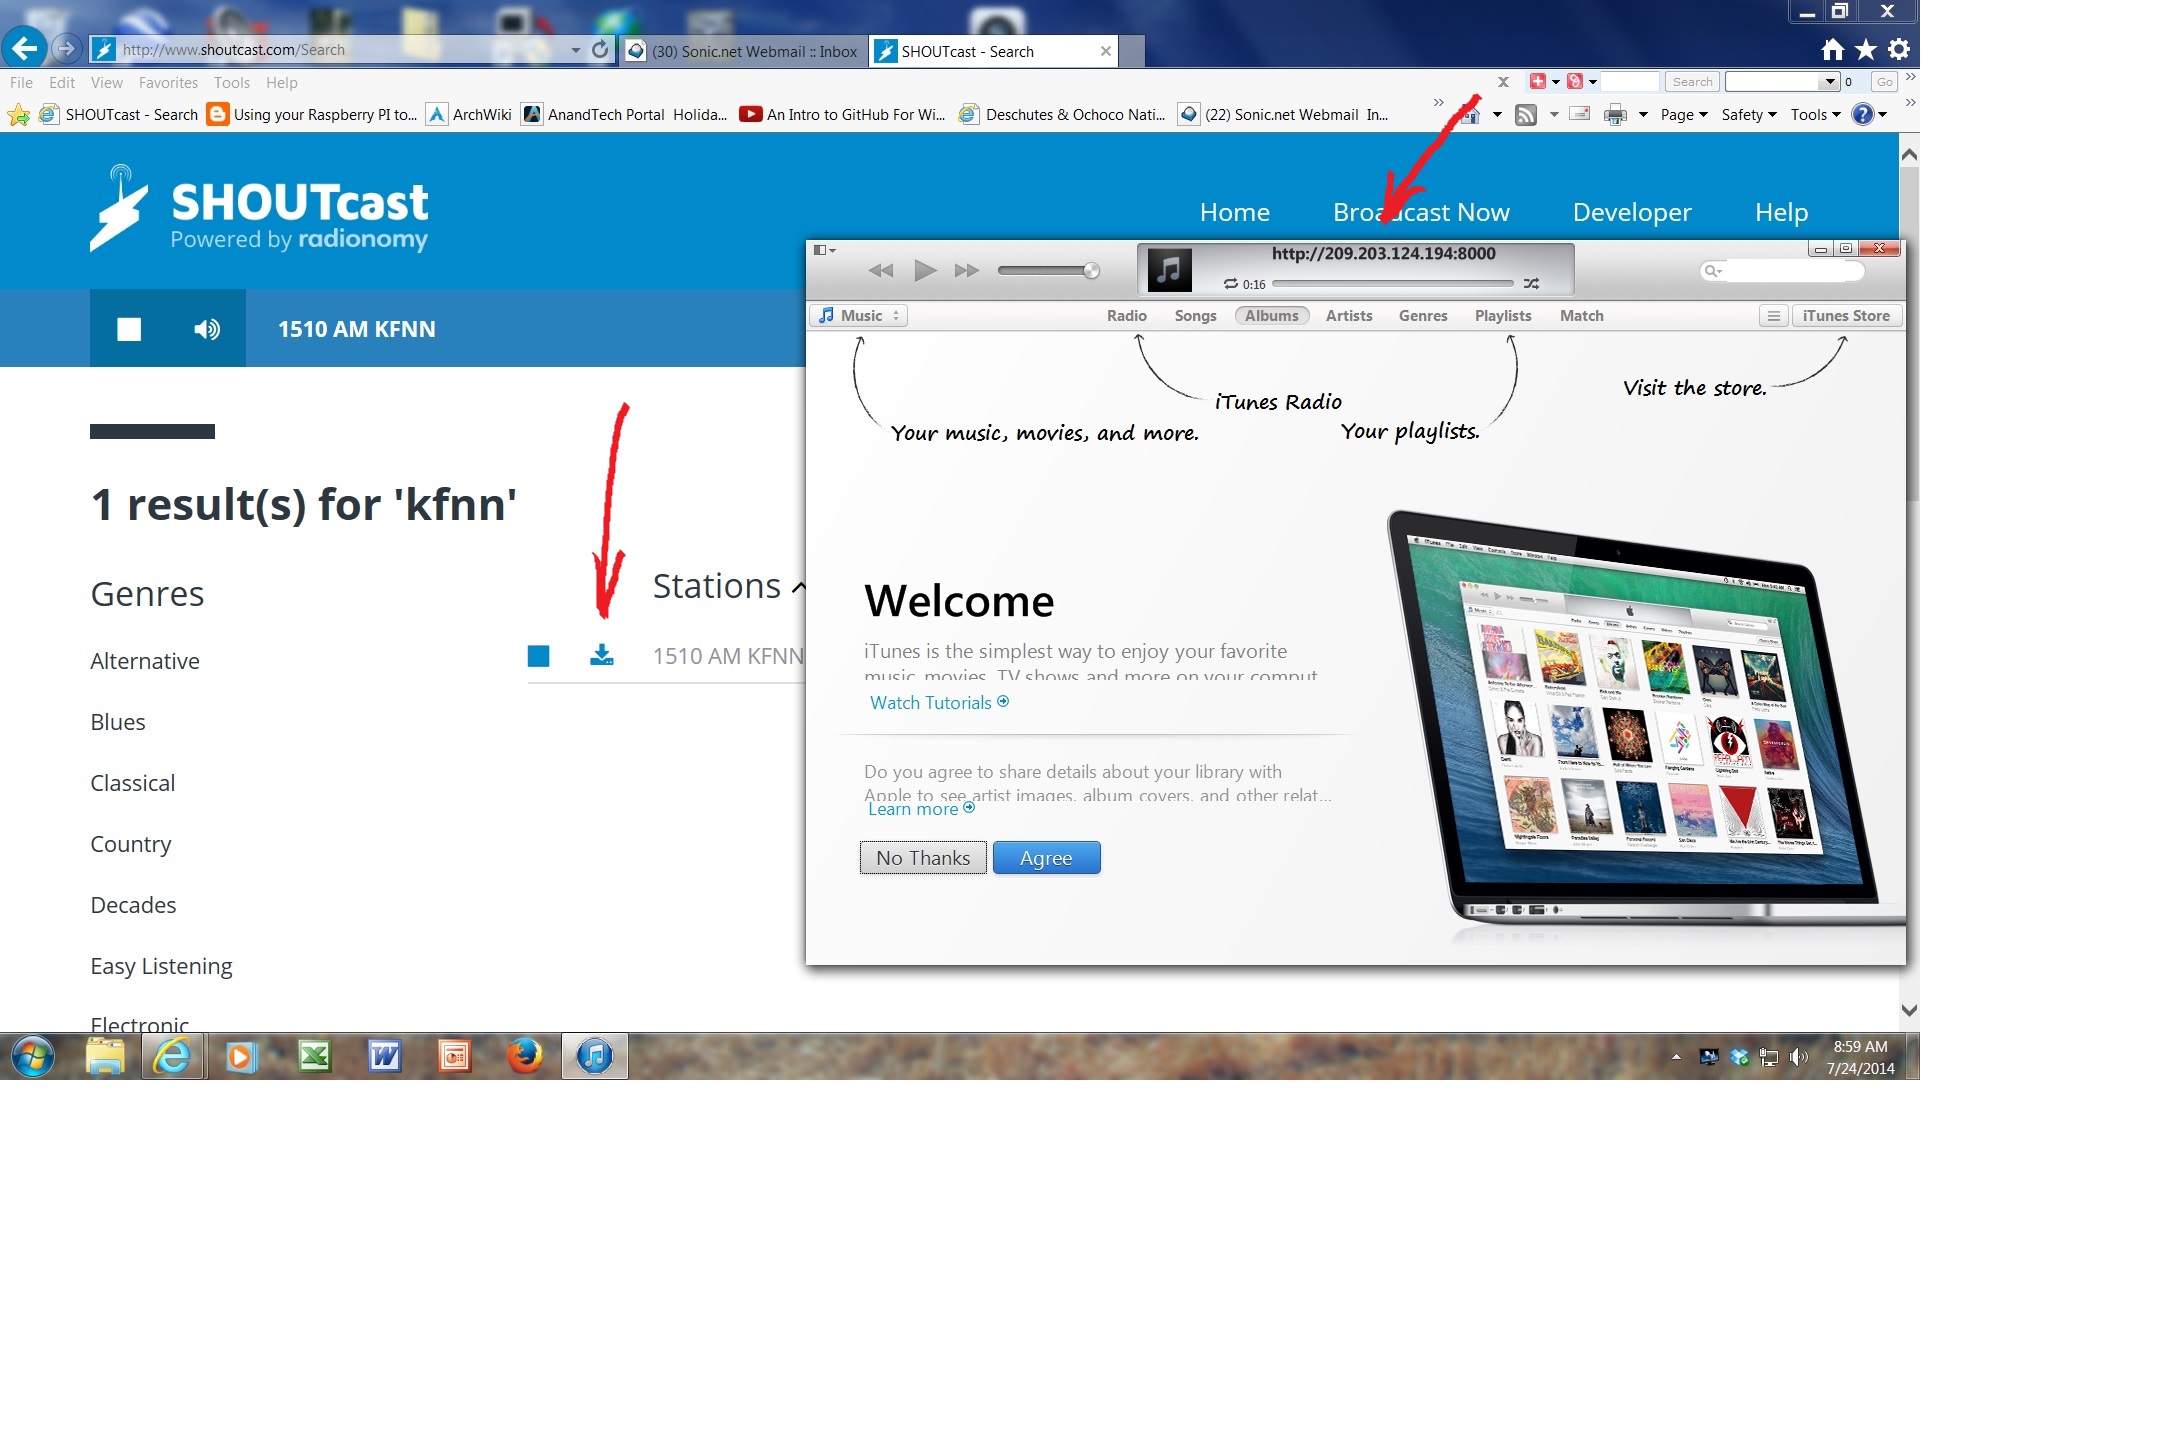 http://www.shoutcast.com/Search
(30) Sonic.net Webmail :: Inbox
SHOUTcast - Search
File Edit View Favorites Tools Help
Search
0
Go
SHOUTcast - Search
Using your Raspberry PI to...
ArchWiki
AnandTech Portal Holida...
An Intro to GitHub For Wi...
Deschutes & Ochoco Nati...
(22) Sonic.net Webmail In...
Page
Safety
Tools
SHOUTcast
Powered by radionomy
Home
Broadcast Now
Developer
Help
1510 AM KFNN
http://209.203.124.194:8000
0:16
Music
Radio
Songs
Albums
Artists
Genres
Playlists
Match
iTunes Store
Your music, movies, and more.
iTunes Radio
Your playlists.
Visit the store.
1 result(s) for 'kfnn'
Genres
Alternative
Blues
Classical
Country
Decades
Easy Listening
Electronic
Stations
1510 AM KFNN
Welcome
iTunes is the simplest way to enjoy your favorite
music, movies, TV shows and more on your comput
Watch Tutorials
Do you agree to share details about your library with
Apple to see artist images, album covers, and other relat...
Learn more
No Thanks
Agree
8:59 AM
7/24/2014